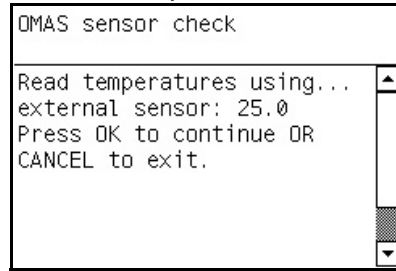 OMAS sensor check
Read temperatures using...
external sensor: 25.0
Press OK to continue OR
CANCEL to exit.